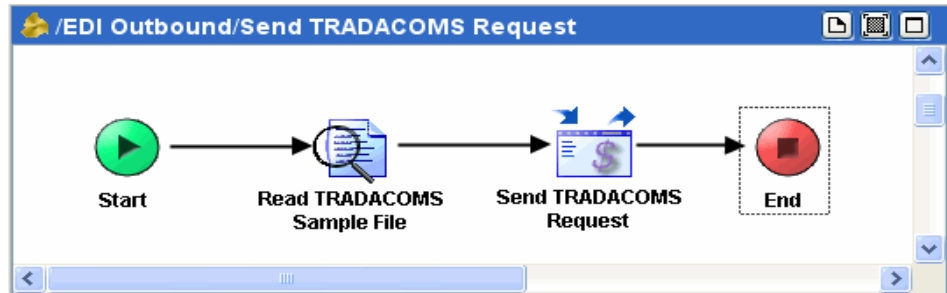 /EDI Outbound/Send TRADACOMS Request
Start
Read TRADACOMS
Sample File
Send TRADACOMS
Request
End